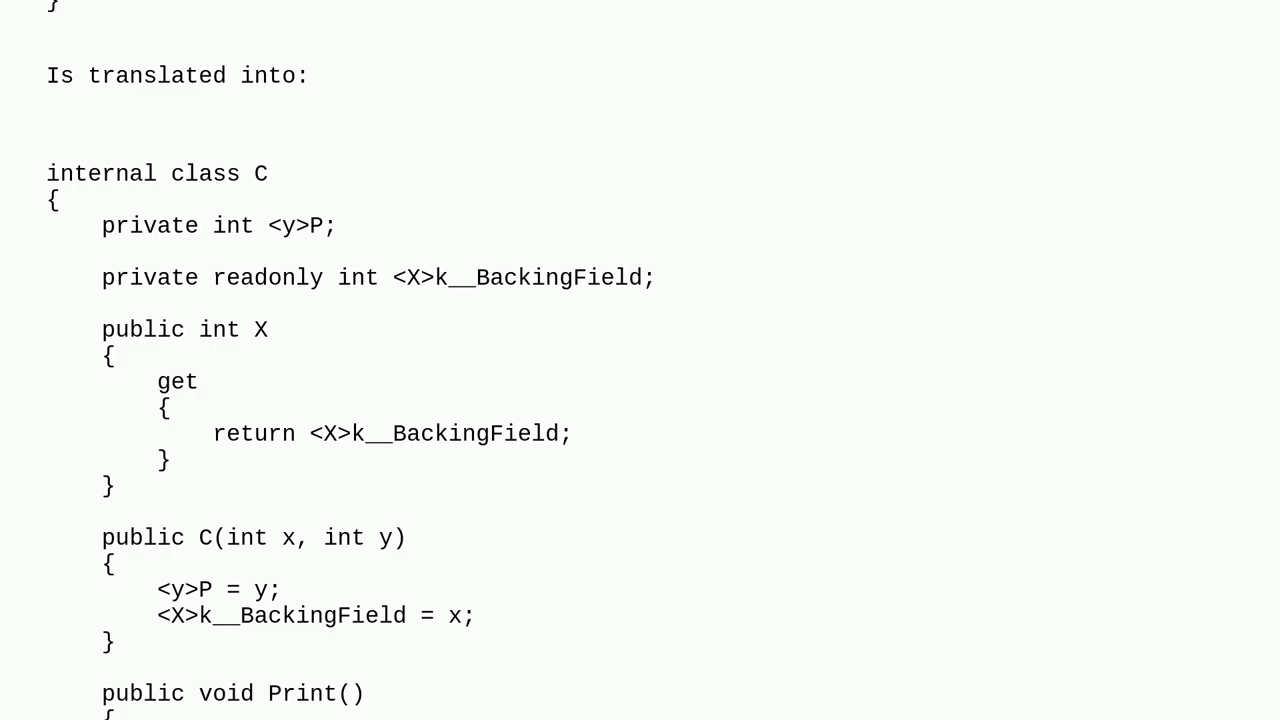 }
Is translated into:
internal class C
{
    private int <y>P;
    private readonly int <X>k__BackingField;
    public int X
    {
        get
        {
            return <X>k__BackingField;
        }
    }
    public C(int x, int y)
    {
        <y>P = y;
        <X>k__BackingField = x;
    }
    public void Print()
    {